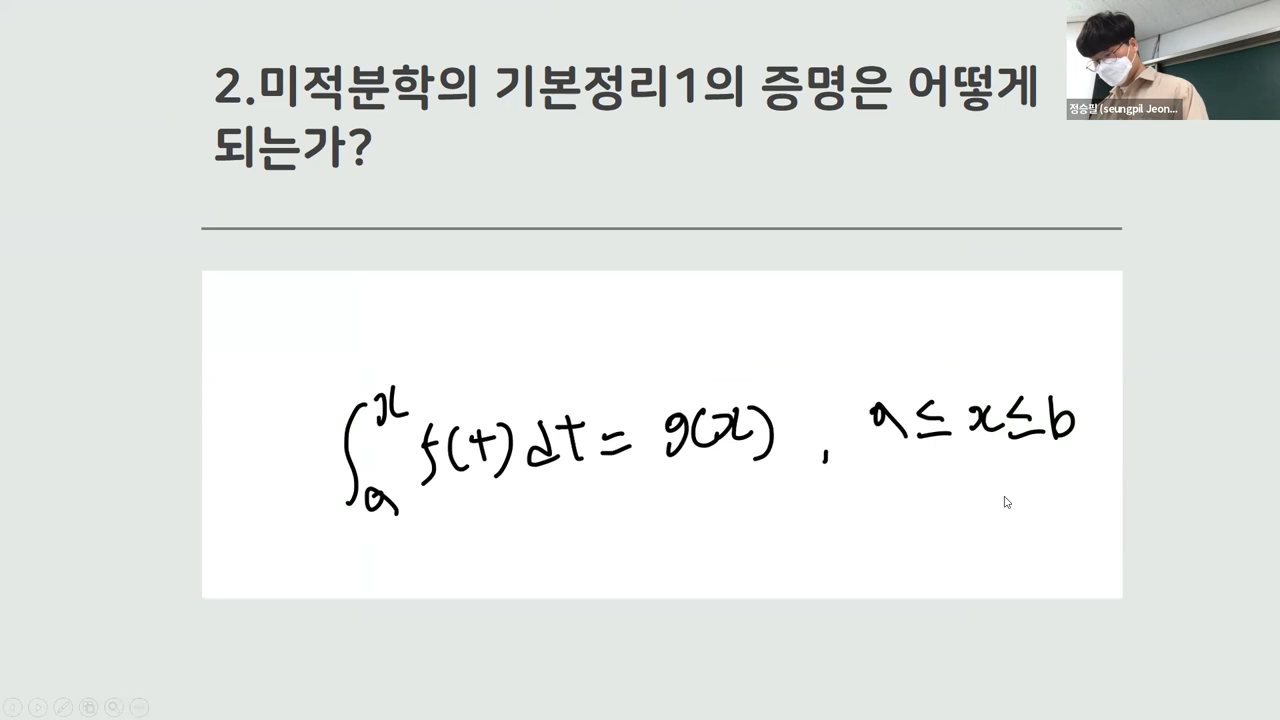 2.미적분학의 기본정리1의 증명은 어떻게
되는가?
정승필 (seungpil Jeon...
∫ₐˣ f(t)dt = g(x) , a ≤ x ≤ b